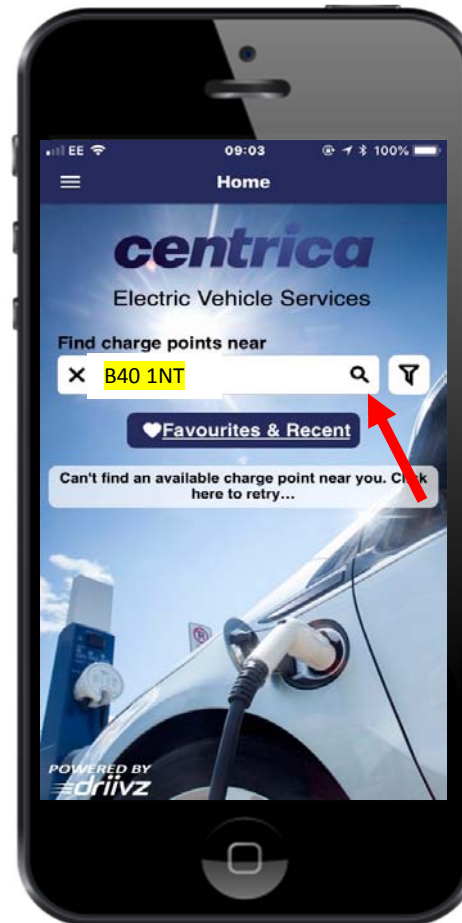 EE 09:03 100%
Home
centrica
Electric Vehicle Services
Find charge points near
B40 1NT
Favourites & Recent
Can't find an available charge point near you. Click
here to retry...
POWERED BY
driivz